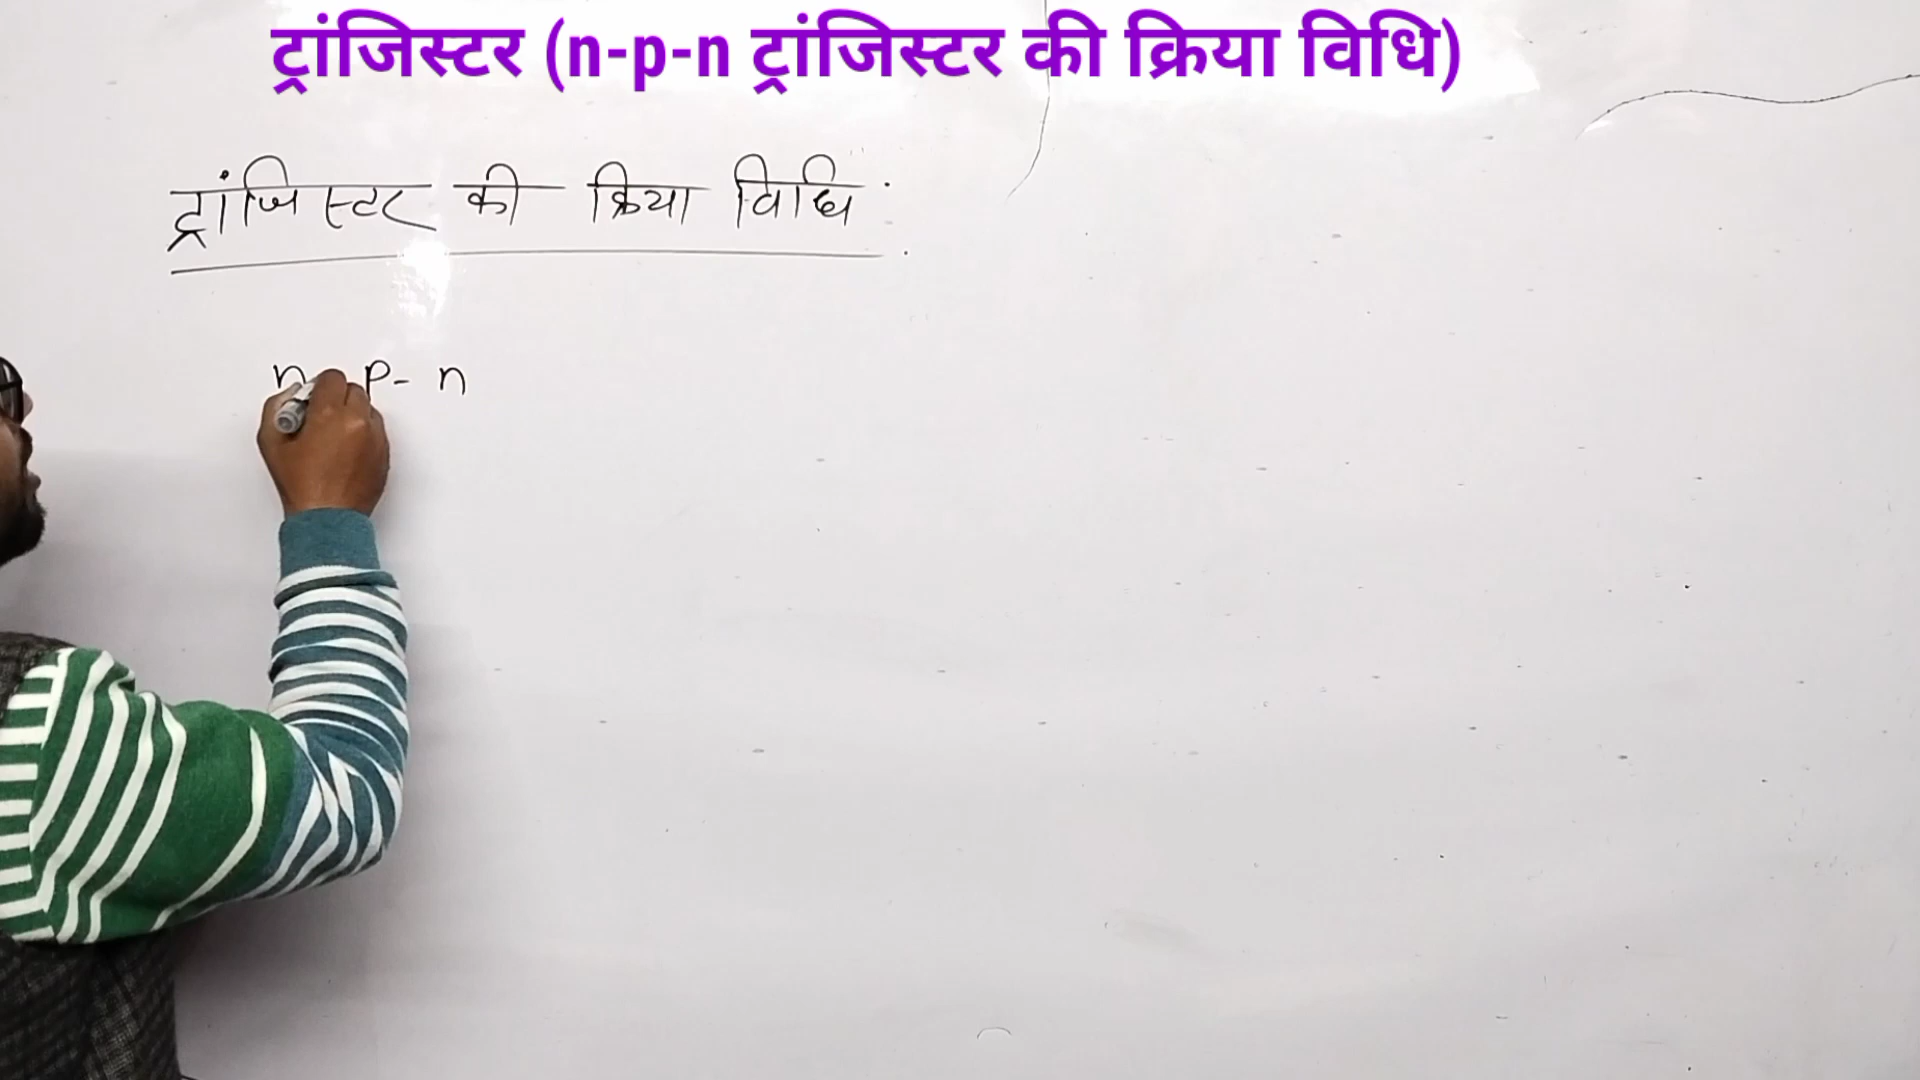 ट्रांजिस्टर (n-p-n ट्रांजिस्टर की क्रिया विधि)
ट्रांजिस्टर की क्रिया विधि :
n - p - n